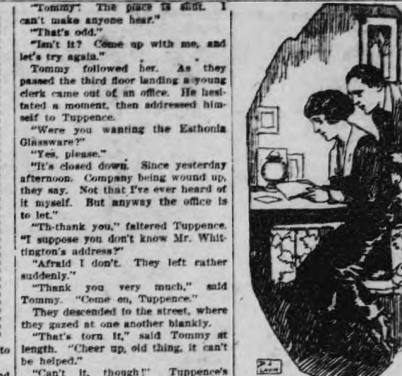 "Tommy! The place is shut. I
can't make anyone hear."
"That's odd."
"Isn't it? Come up with me, and
let's try again."
Tommy followed her. As they
passed the third floor landing a young
clerk came out of an office. He hesi-
tated a moment, then addressed him-
self to Tuppence.
"Were you wanting the Esthonia
Glassware?"
"Yes, please."
"It's closed down. Since yesterday
afternoon. Company being wound up,
they say. Not that I've ever heard of
it myself. But anyway the office is
to let."
"Th-thank you," faltered Tuppence.
"I suppose you don't know Mr. Whit-
tington's address?"
"Afraid I don't. They left rather
suddenly."
"Thank you very much," said
Tommy. "Come on, Tuppence."
They descended to the street, where
they gazed at one another blankly.
"That's torn it," said Tommy at
length. "Cheer up, old thing, it can't
be helped."
"Can't it, though!" Tuppence's
to